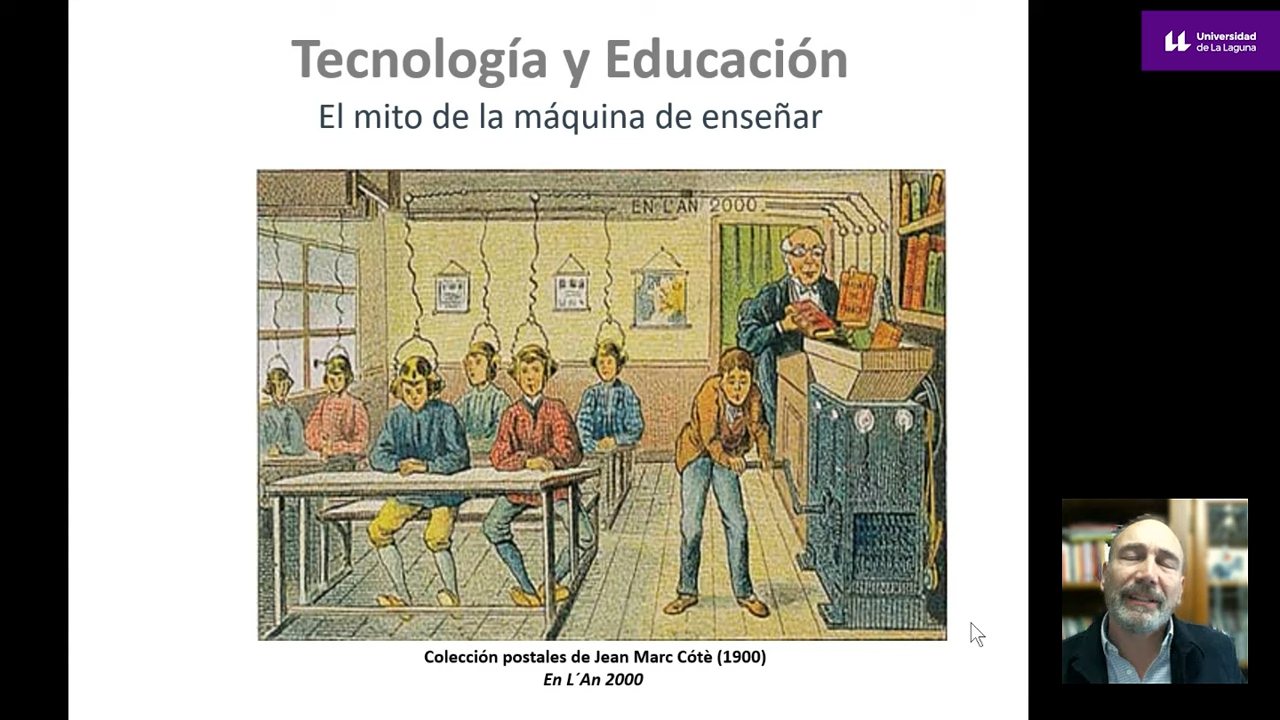 Tecnología y Educación
El mito de la máquina de enseñar
Universidad
de La Laguna
EN L'AN 2000
Colección postales de Jean Marc Cótè (1900)
En L´An 2000